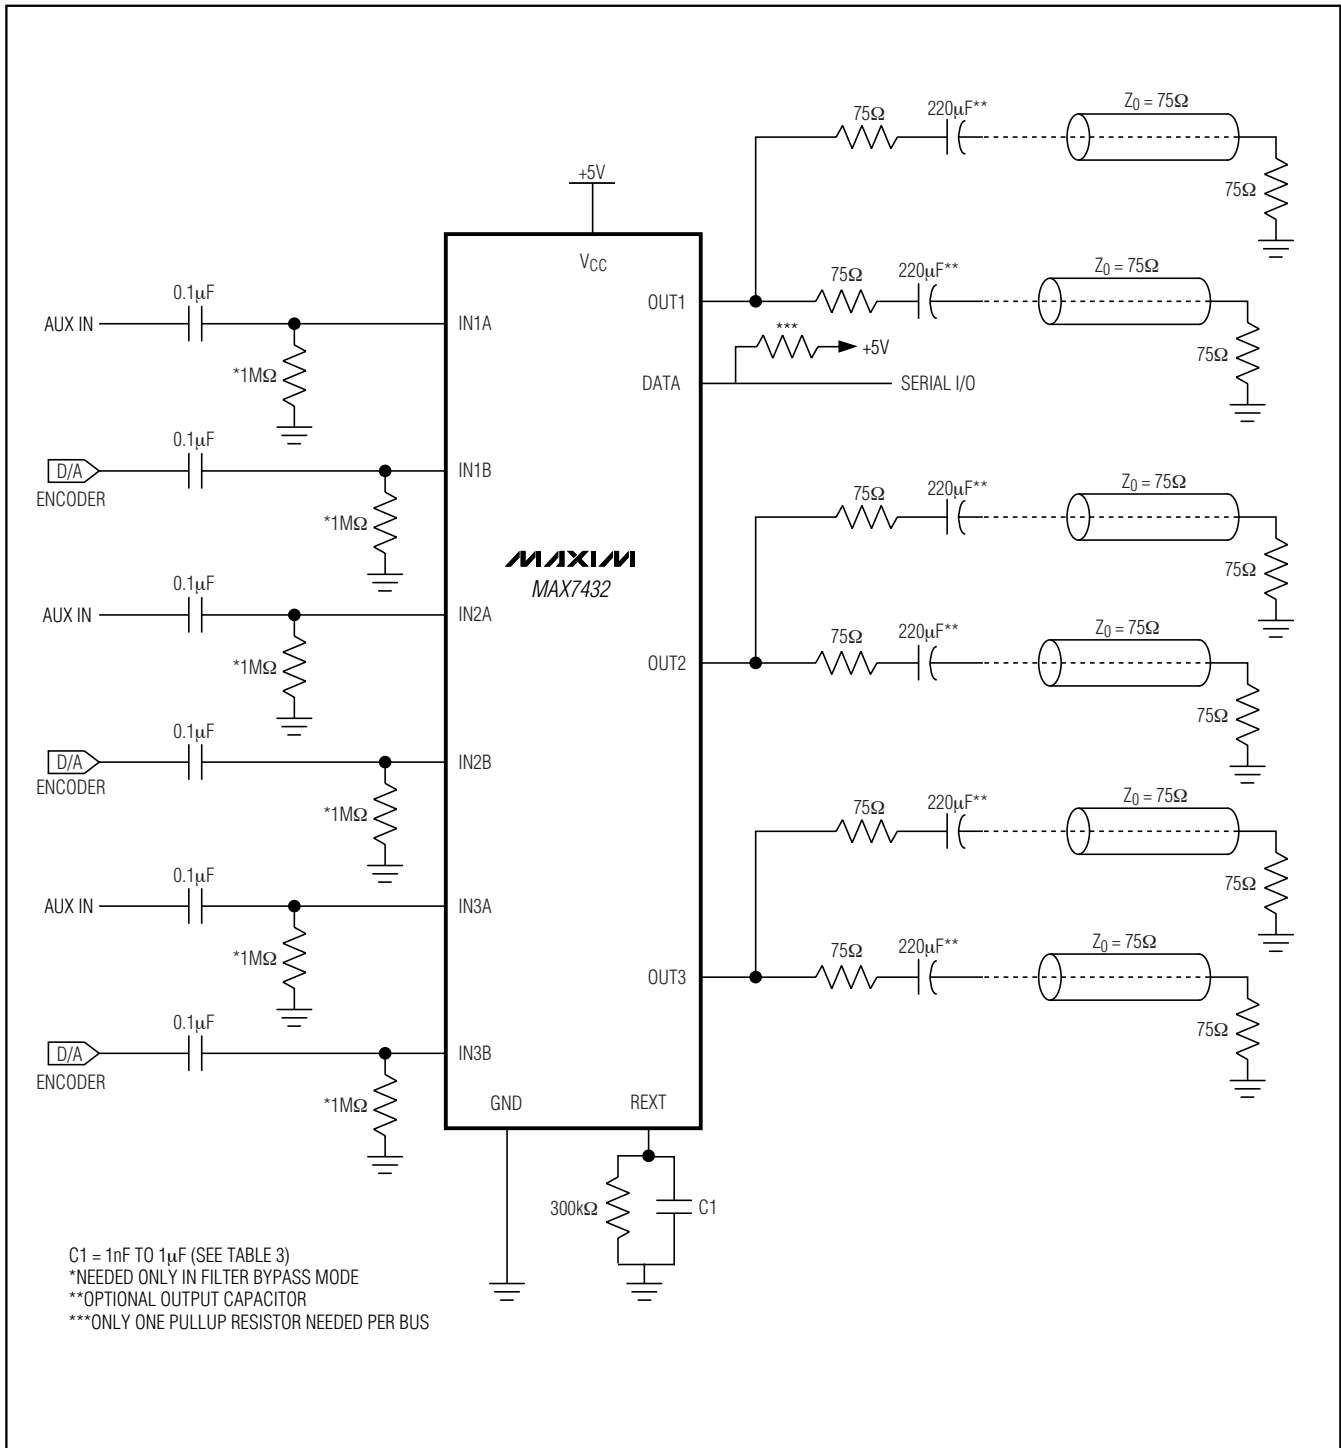 Z0 = 75Ω
75Ω
220µF**
75Ω
+5V
VCC
Z0 = 75Ω
75Ω
220µF**
OUT1
75Ω
0.1µF
AUX IN
IN1A
*1MΩ
***
+5V
DATA
SERIAL I/O
0.1µF
D/A
ENCODER
IN1B
*1MΩ
Z0 = 75Ω
75Ω
220µF**
75Ω
MAXIM
MAX7432
0.1µF
AUX IN
IN2A
*1MΩ
Z0 = 75Ω
75Ω
220µF**
OUT2
75Ω
0.1µF
D/A
ENCODER
IN2B
*1MΩ
Z0 = 75Ω
75Ω
220µF**
75Ω
0.1µF
AUX IN
IN3A
*1MΩ
Z0 = 75Ω
75Ω
220µF**
OUT3
75Ω
0.1µF
D/A
ENCODER
IN3B
*1MΩ
GND
REXT
300kΩ
C1
C1 = 1nF TO 1µF (SEE TABLE 3)
*NEEDED ONLY IN FILTER BYPASS MODE
**OPTIONAL OUTPUT CAPACITOR
***ONLY ONE PULLUP RESISTOR NEEDED PER BUS